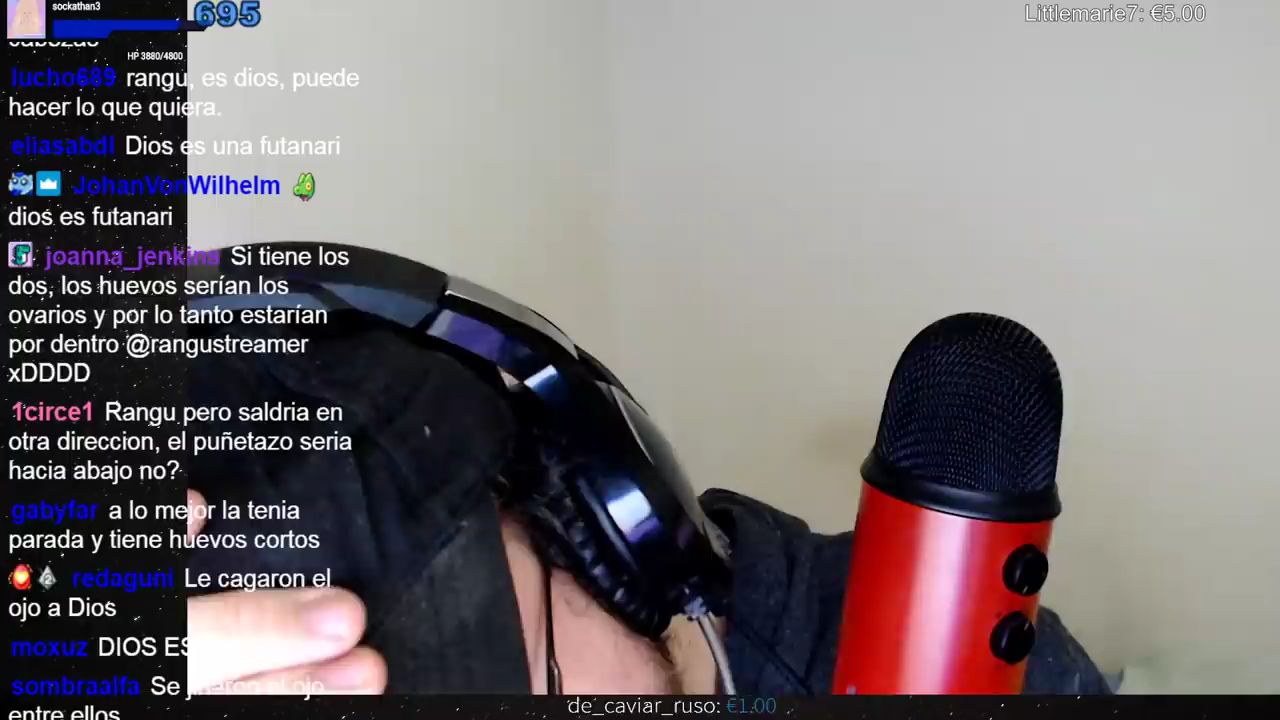 sockathan3
695
Littlemarie7: €5.00
HP 3880/4800
lucho689 rangu, es dios, puede
hacer lo que quiera.
eliasabdl Dios es una futanari
JohanVonWilhelm
dios es futanari
joanna_jenkins Si tiene los
dos, los huevos serían los
ovarios y por lo tanto estarían
por dentro @rangustreamer
xDDDD
1circe1 Rangu pero saldria en
otra direccion, el puñetazo seria
hacia abajo no?
gabyfar a lo mejor la tenia
parada y tiene huevos cortos
redaguni Le cagaron el
ojo a Dios
moxuz DIOS ES
sombraalfa Se el ojo
entre ellos
de_caviar_ruso: €1.00